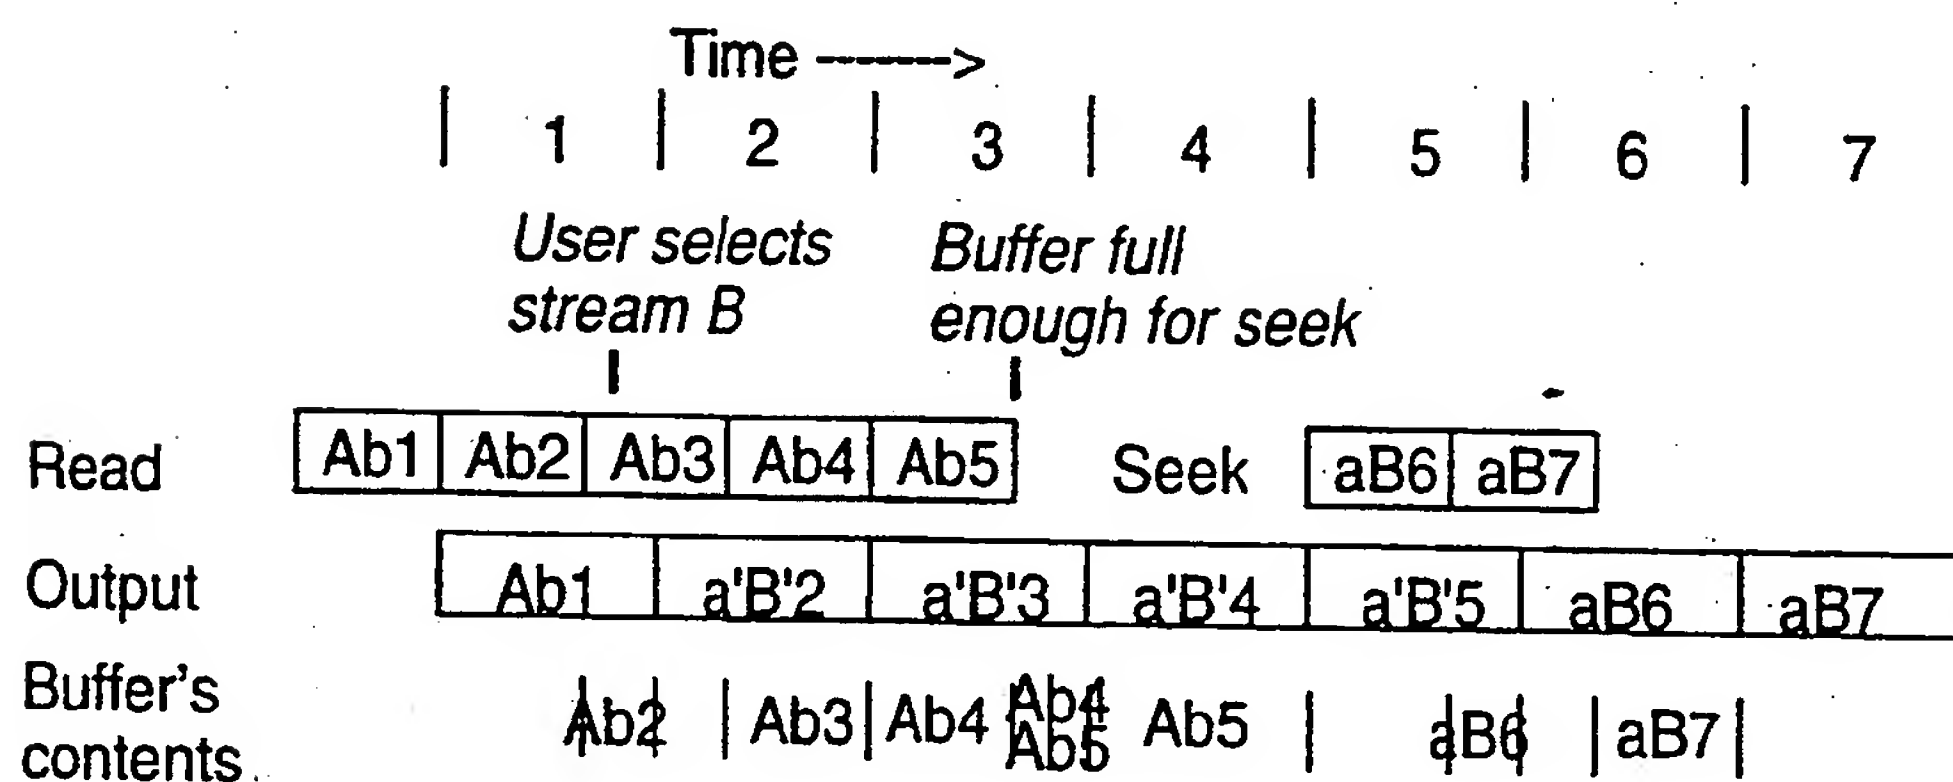 Time ------>
| 1 | 2 | 3 | 4 | 5 | 6 | 7
User selects stream B
Buffer full enough for seek
Read Ab1 Ab2 Ab3 Ab4 Ab5 Seek aB6 aB7
Output Ab1 a'B'2 a'B'3 a'B'4 a'B'5 aB6 aB7
Buffer's contents Ab2 Ab3 Ab4 Ab4 Ab5 Ab5 aB6 aB7